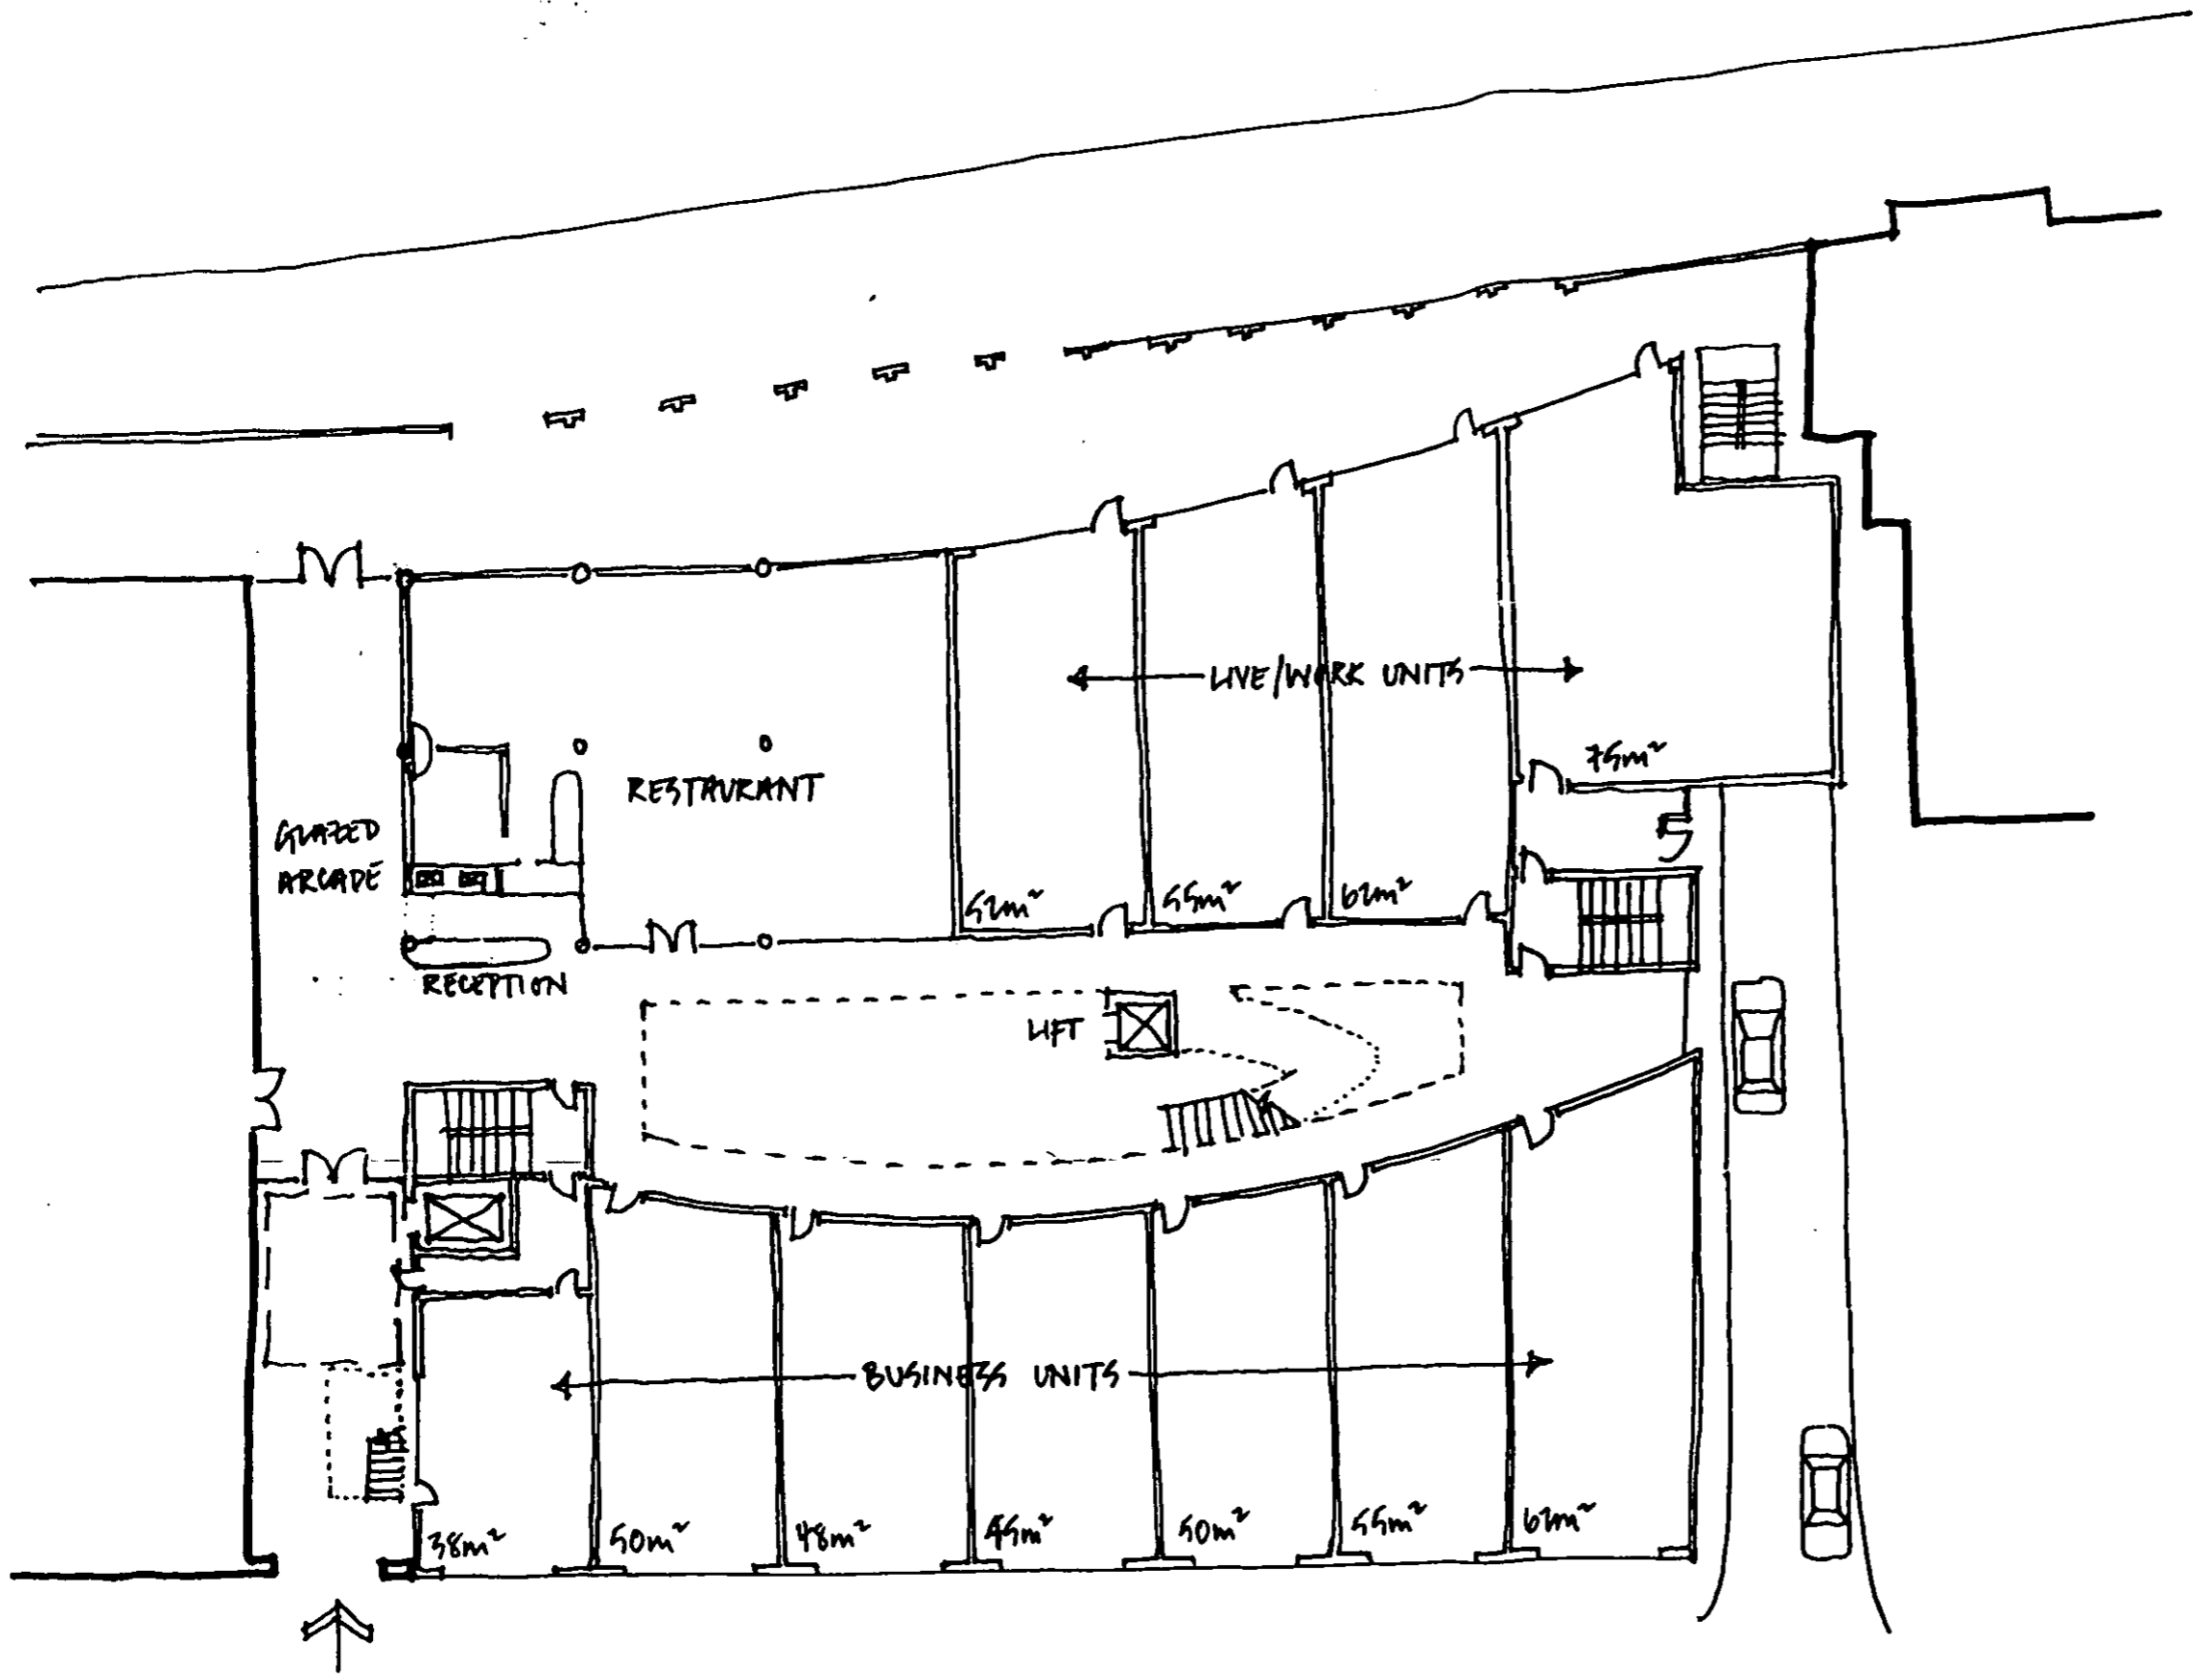 LIVE/WORK UNITS
75m²
RESTAURANT
GLAZED
ARCADE
52m²
55m²
62m²
RECEPTION
LIFT
BUSINESS UNITS
38m²
50m²
48m²
45m²
50m²
55m²
62m²